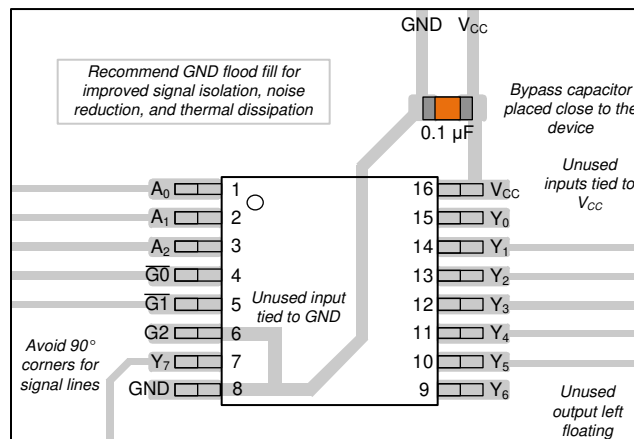 GND VCC
Recommend GND flood fill for
improved signal isolation, noise
reduction, and thermal dissipation
Bypass capacitor
placed close to the
device
0.1 µF
Unused
inputs tied to
VCC
A0 1 16 VCC
A1 2 15 Y0
A2 3 14 Y1
G0 4 13 Y2
G1 5 12 Y3
G2 6 11 Y4
Y7 7 10 Y5
GND 8 9 Y6
Unused input
tied to GND
Avoid 90°
corners for
signal lines
Unused
output left
floating